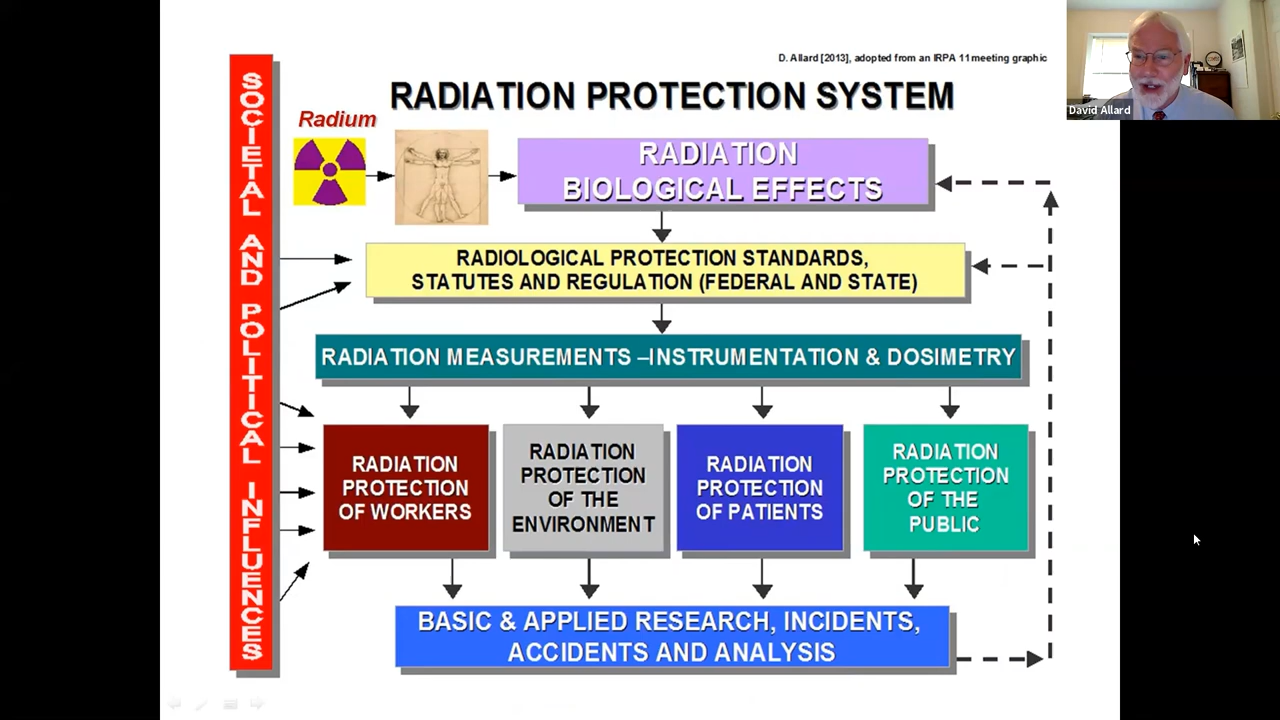 D. Allard [2013], adopted from an IRPA 11 meeting graphic
David Allard
RADIATION PROTECTION SYSTEM
SOCIETAL AND POLITICAL INFLUENCES
Radium
RADIATION
BIOLOGICAL EFFECTS
RADIOLOGICAL PROTECTION STANDARDS,
STATUTES AND REGULATION (FEDERAL AND STATE)
RADIATION MEASUREMENTS –INSTRUMENTATION & DOSIMETRY
RADIATION
PROTECTION
OF WORKERS
RADIATION
PROTECTION
OF THE
ENVIRONMENT
RADIATION
PROTECTION
OF PATIENTS
RADIATION
PROTECTION
OF THE
PUBLIC
BASIC & APPLIED RESEARCH, INCIDENTS,
ACCIDENTS AND ANALYSIS